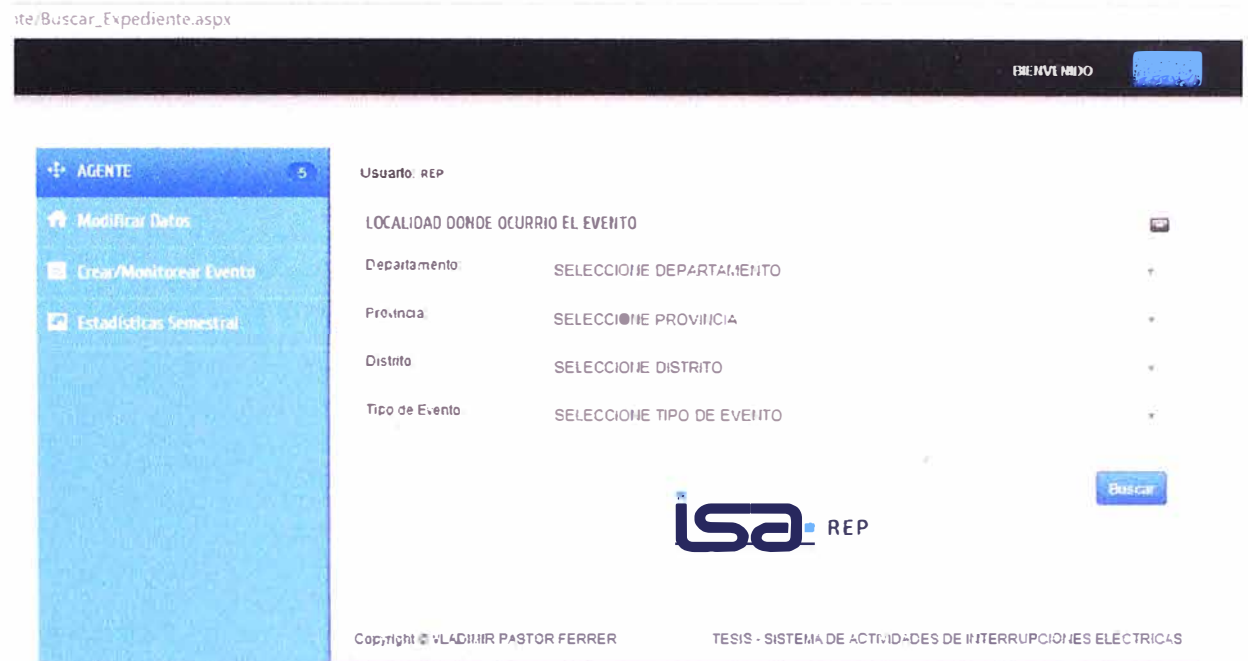 te/Buscar_Expediente.aspx
BIENVENIDO
AGENTE 5
Modificar Datos
Crear/Monitorear Evento
Estadísticas Semestral
Usuario: REP
LOCALIDAD DONDE OCURRIO EL EVENTO
Departamento:
SELECCIONE DEPARTAMENTO
Provincia:
SELECCIONE PROVINCIA
Distrito
SELECCIONE DISTRITO
Tipo de Evento
SELECCIONE TIPO DE EVENTO
Buscar
isa REP
Copyright © VLADIMIR PASTOR FERRER
TESIS - SISTEMA DE ACTIVIDADES DE INTERRUPCIONES ELECTRICAS